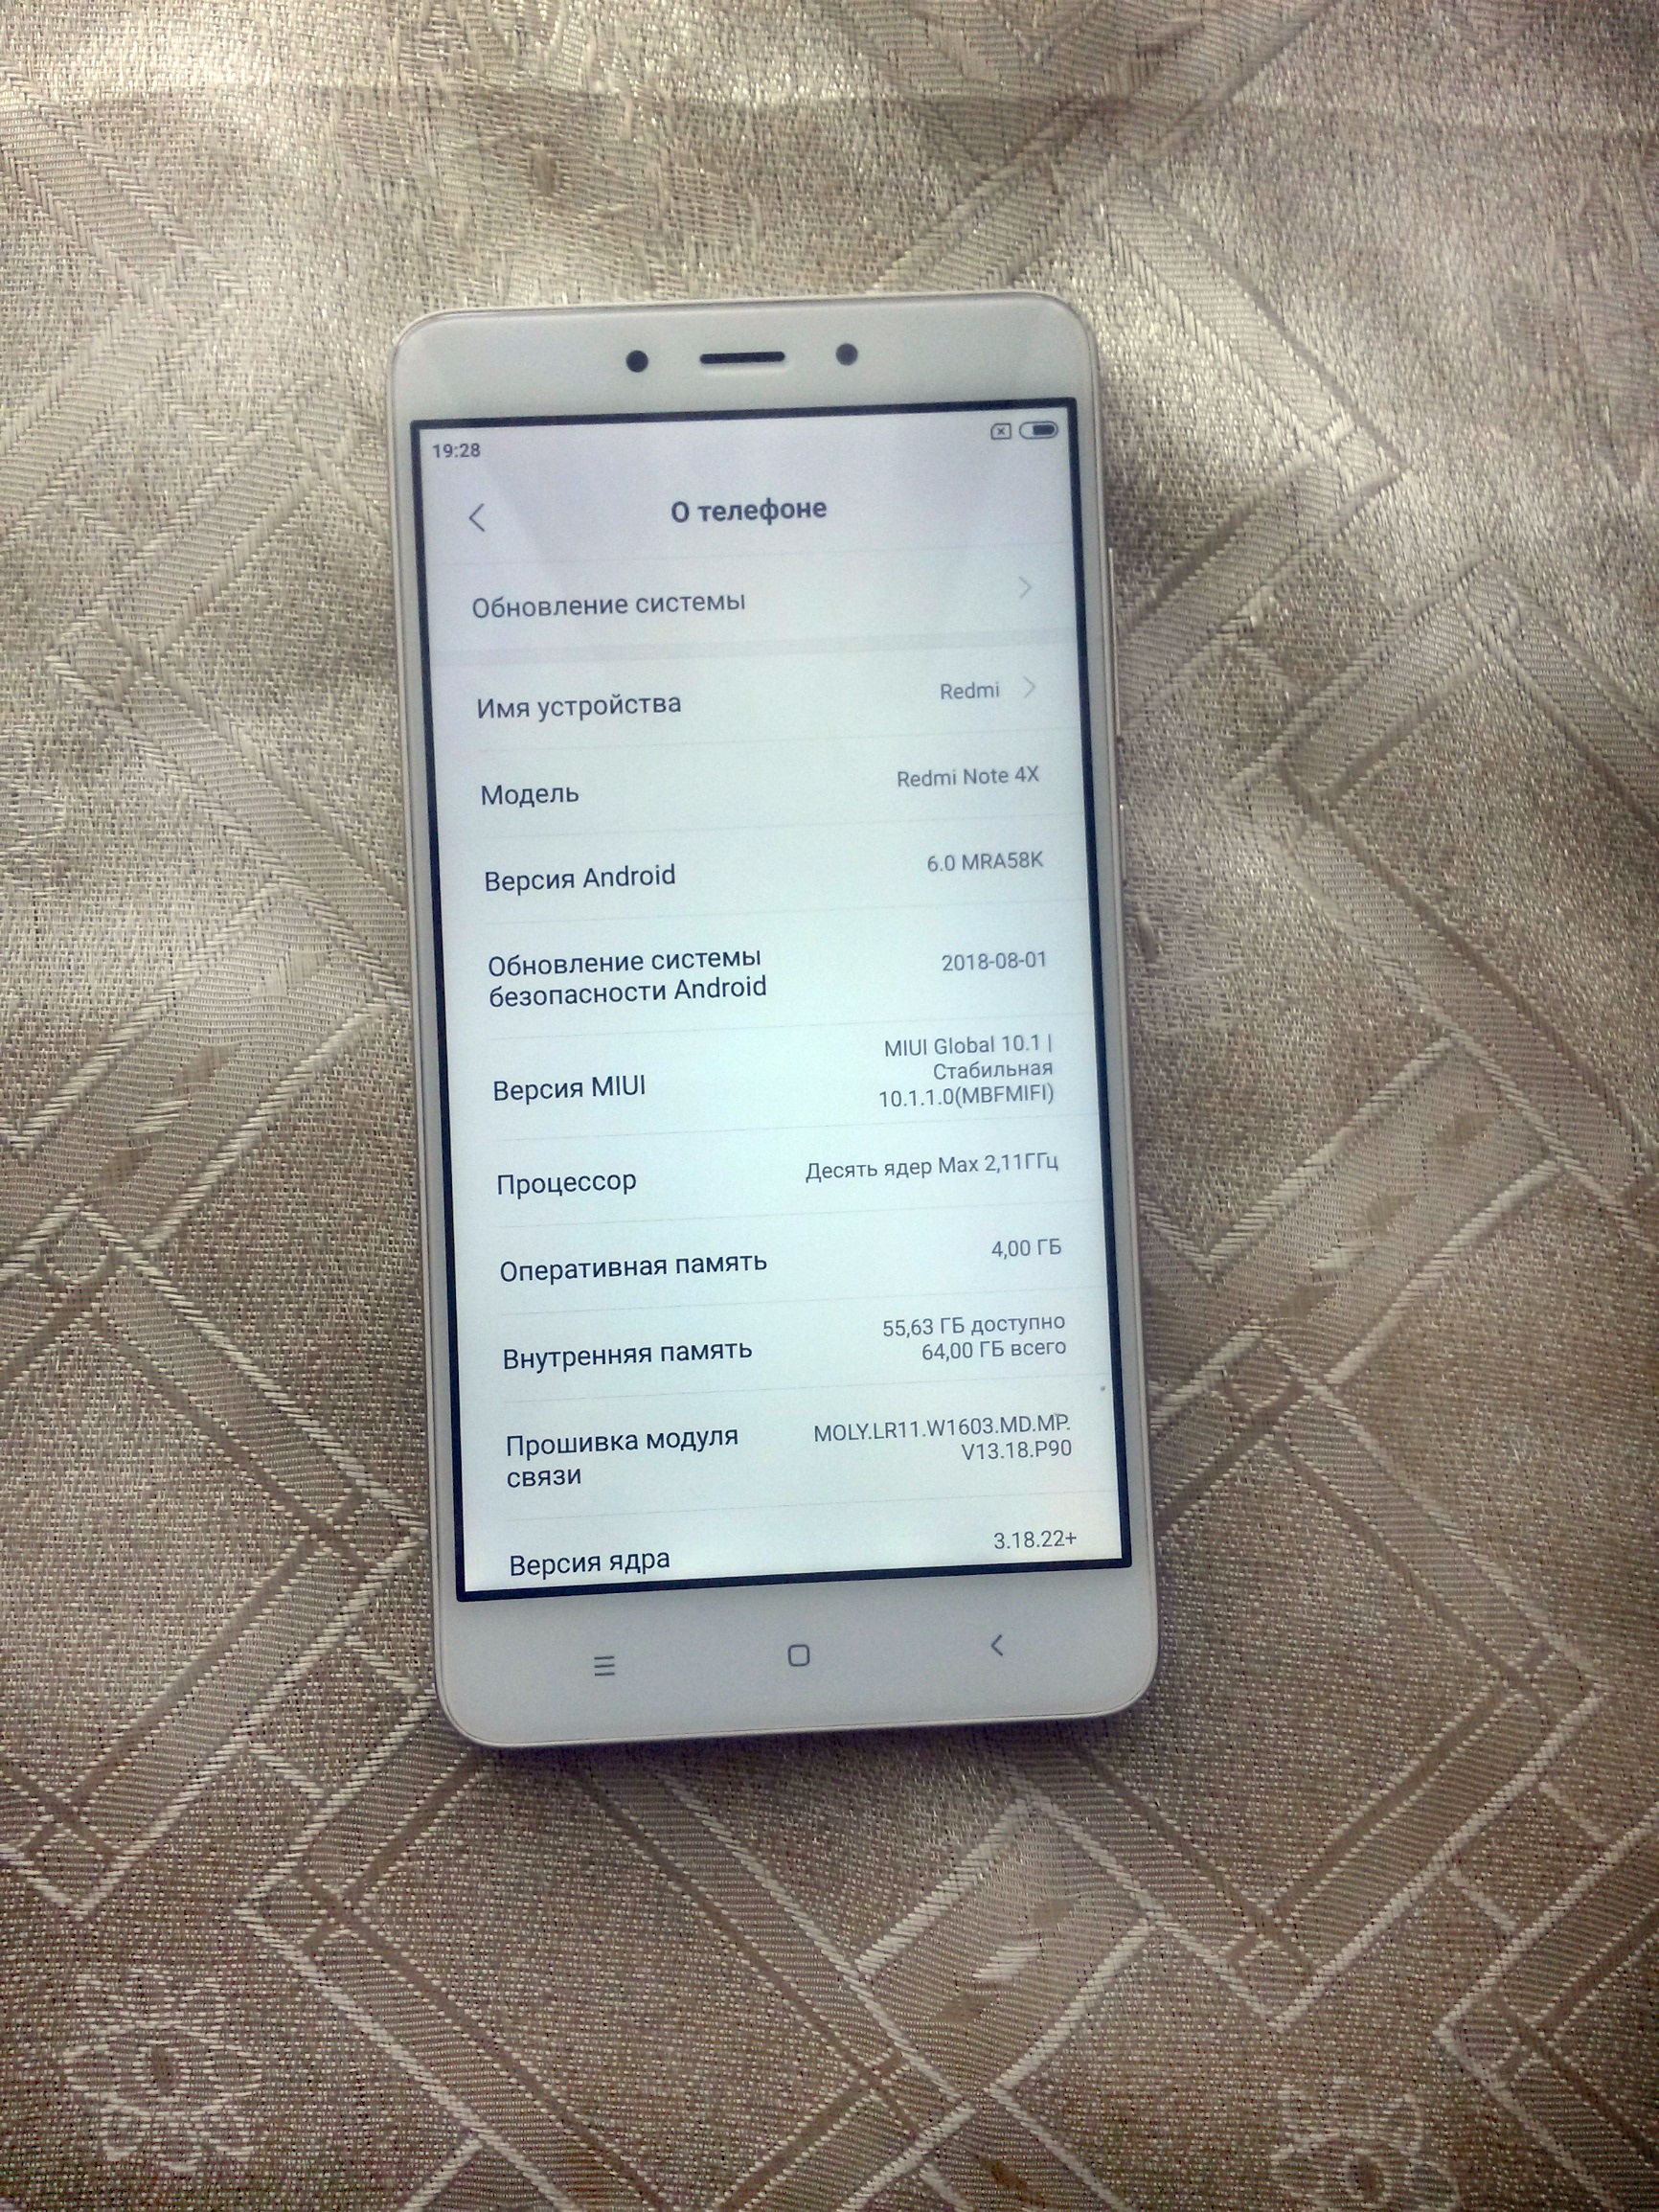 19:28
О телефоне
Обновление системы
Имя устройства
Redmi
Модель
Redmi Note 4X
Версия Android
6.0 MRA58K
Обновление системы
безопасности Android
2018-08-01
Версия MIUI
MIUI Global 10.1 |
Стабильная
10.1.1.0(MBFMIFI)
Процессор
Десять ядер Max 2,11ГГц
Оперативная память
4,00 ГБ
Внутренняя память
55,63 ГБ доступно
64,00 ГБ всего
Прошивка модуля
связи
MOLY.LR11.W1603.MD.MP.
V13.18.P90
Версия ядра
3.18.22+